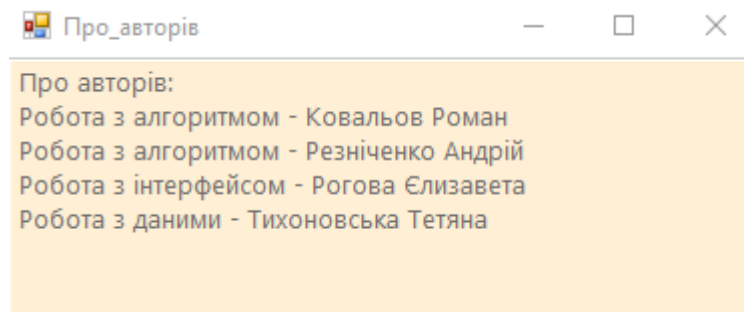 Про_авторів
Про авторів:
Робота з алгоритмом - Ковальов Роман
Робота з алгоритмом - Резніченко Андрій
Робота з інтерфейсом - Рогова Єлизавета
Робота з даними - Тихоновська Тетяна